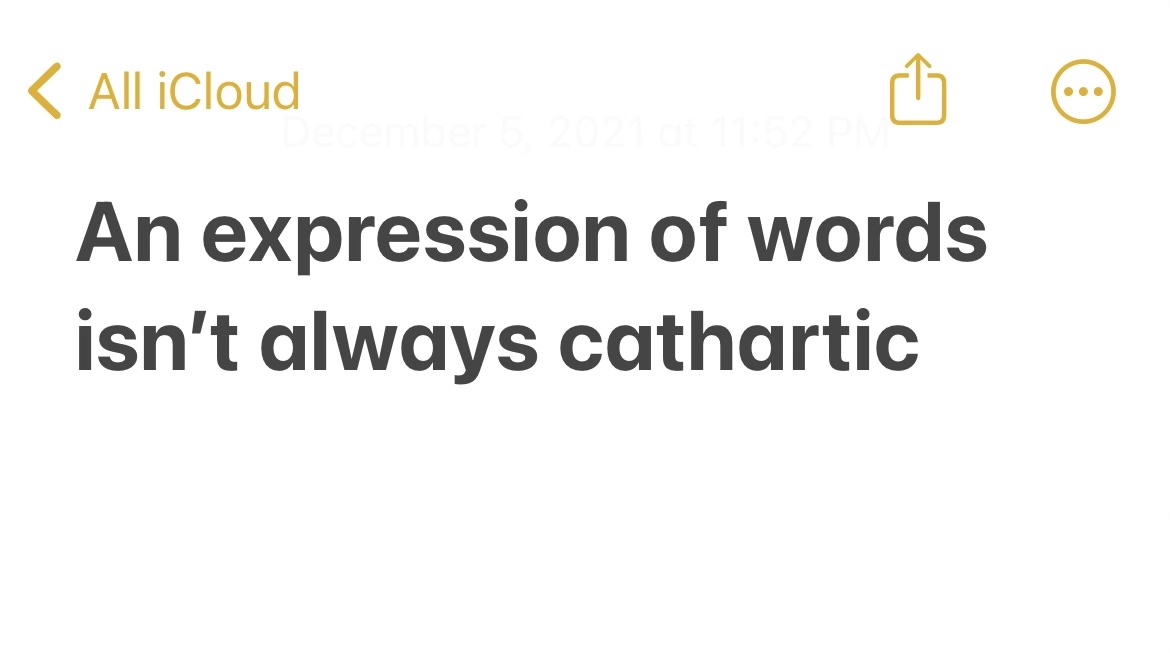 All iCloud
December 5, 2021 at 11:52 PM
An expression of words
isn’t always cathartic